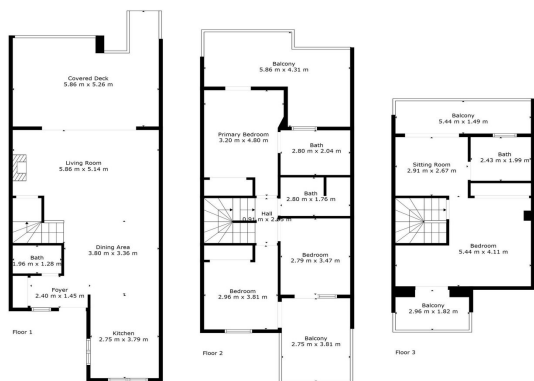 Covered Deck
5.86 m x 5.26 m
Living Room
5.86 m x 5.14 m
Dining Area
3.80 m x 3.36 m
Bath
1.96 m x 1.28 m
Foyer
2.40 m x 1.45 m
Kitchen
2.75 m x 3.79 m
Floor 1
Balcony
5.86 m x 4.31 m
Primary Bedroom
3.20 m x 4.80 m
Bath
2.80 m x 2.04 m
Bath
2.80 m x 1.76 m
Hall
Bedroom
2.79 m x 3.47 m
Bedroom
2.96 m x 3.81 m
Balcony
2.75 m x 3.81 m
Floor 2
Balcony
5.44 m x 1.49 m
Sitting Room
2.91 m x 2.67 m
Bath
2.43 m x 1.99 m
Bedroom
5.44 m x 4.11 m
Balcony
2.96 m x 1.82 m
Floor 3